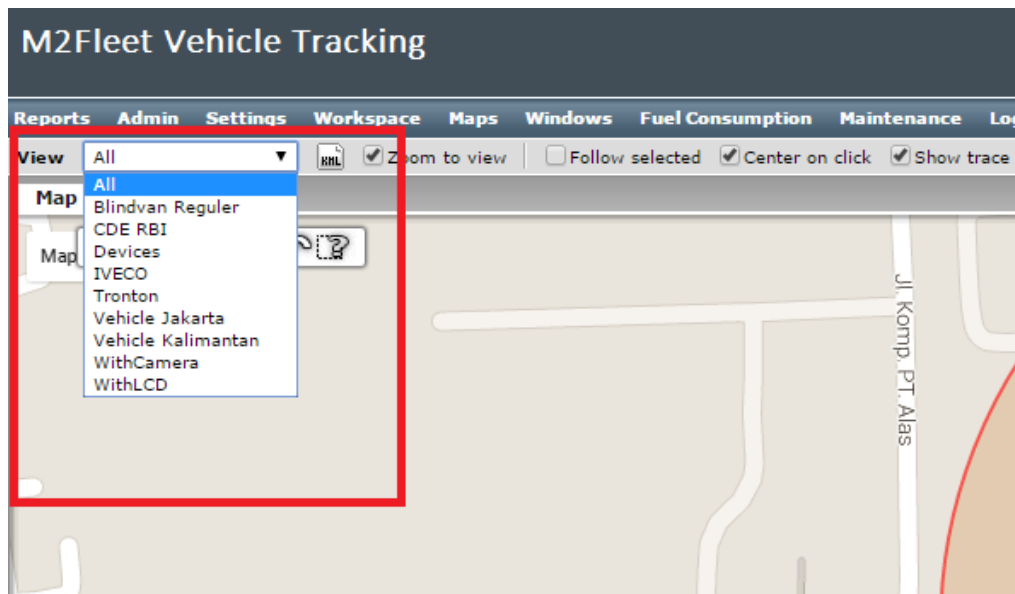 M2Fleet Vehicle Tracking
Reports Admin Settings Workspace Maps Windows Fuel Consumption Maintenance
View All KML Zoom to view Follow selected Center on click Show trace
Map
All
Blindvan Reguler
CDE RBI
Devices
IVECO
Tronton
Vehicle Jakarta
Vehicle Kalimantan
WithCamera
WithLCD
Map
Jl. Komp. PT. Alas